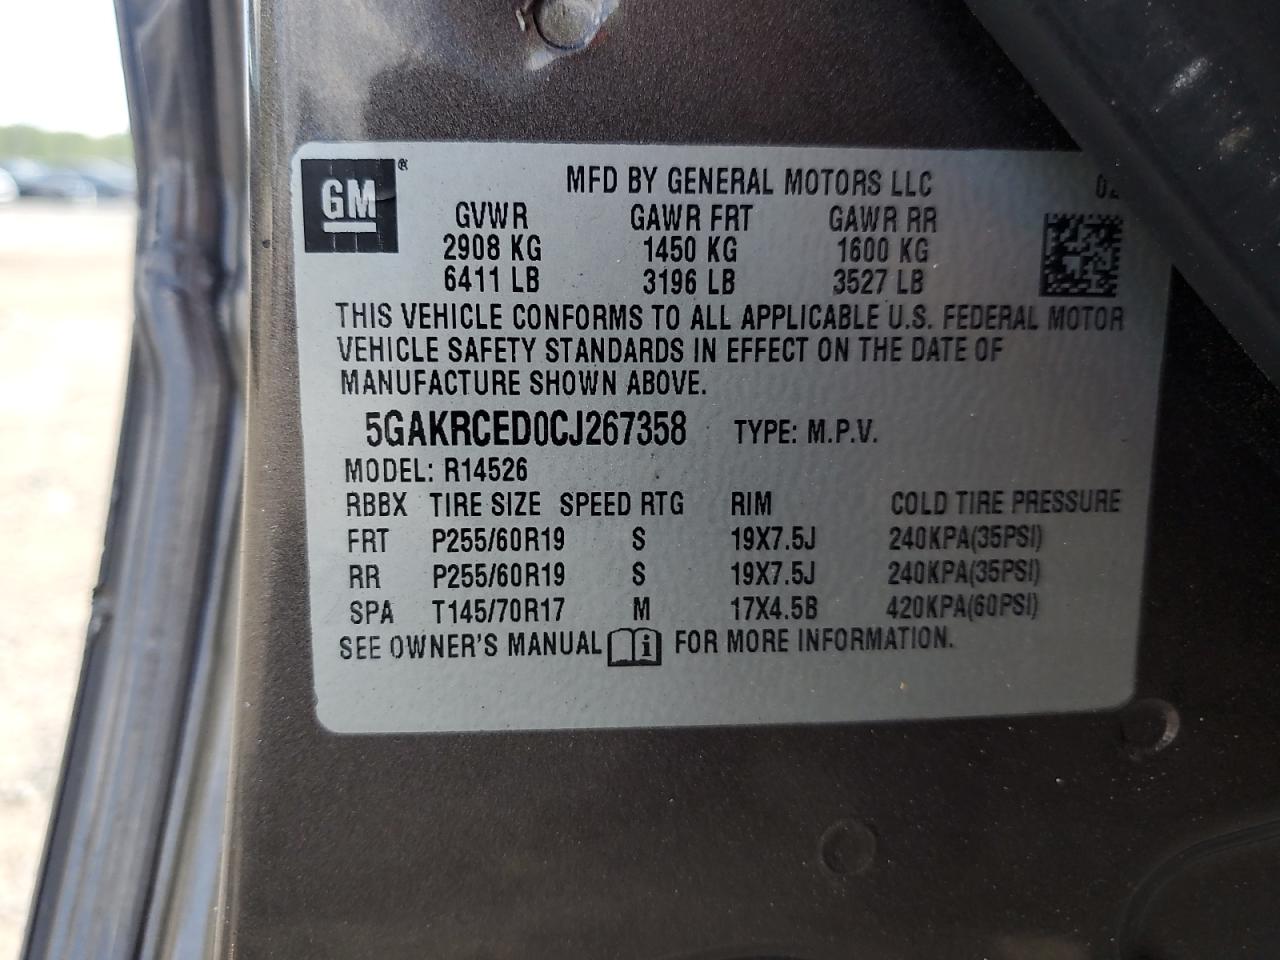 GM ®
MFD BY GENERAL MOTORS LLC
GVWR GAWR FRT GAWR RR
2908 KG 1450 KG 1600 KG
6411 LB 3196 LB 3527 LB
THIS VEHICLE CONFORMS TO ALL APPLICABLE U.S. FEDERAL MOTOR
VEHICLE SAFETY STANDARDS IN EFFECT ON THE DATE OF
MANUFACTURE SHOWN ABOVE.
5GAKRCED0CJ267358 TYPE: M.P.V.
MODEL: R14526
RBBX TIRE SIZE SPEED RTG RIM COLD TIRE PRESSURE
FRT P255/60R19 S 19X7.5J 240KPA(35PSI)
RR P255/60R19 S 19X7.5J 240KPA(35PSI)
SPA T145/70R17 M 17X4.5B 420KPA(60PSI)
SEE OWNER'S MANUAL i FOR MORE INFORMATION.